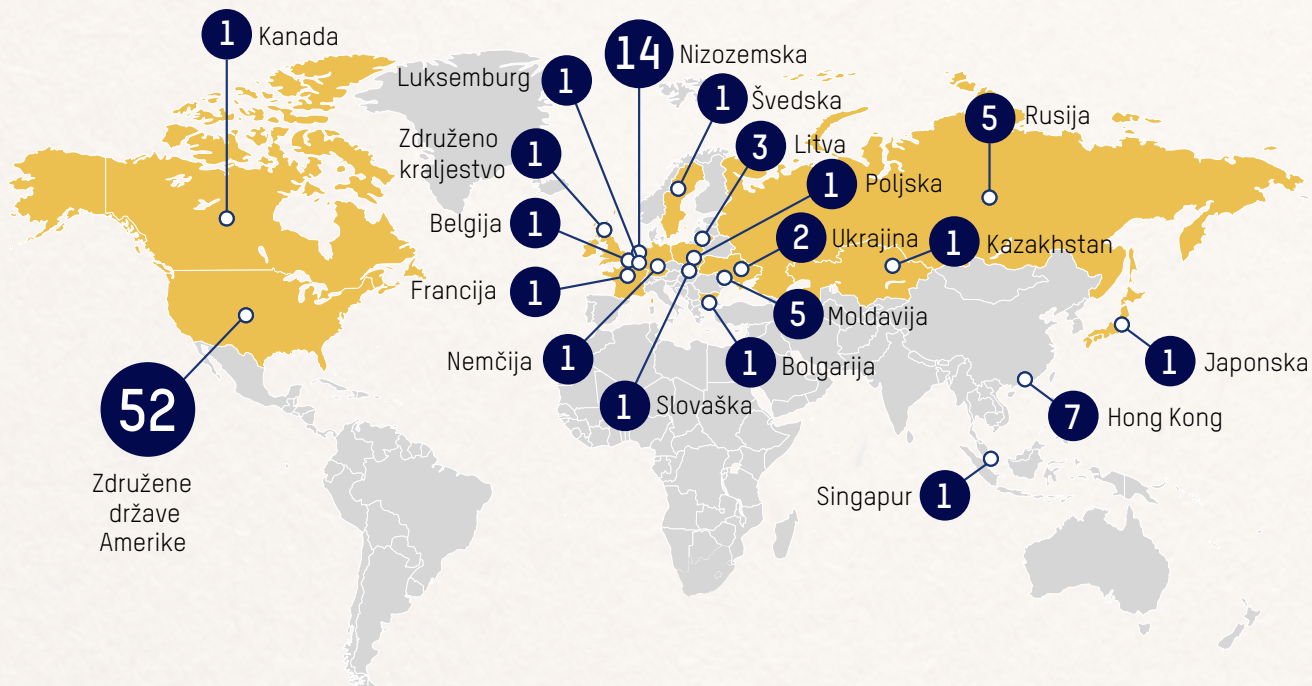 1 Kanada
14 Nizozemska
Luksemburg 1
1 Švedska
5 Rusija
3 Litva
Združeno
kraljestvo 1
1 Poljska
Belgija 1
2 Ukrajina
1 Kazakhstan
Francija 1
5 Moldavija
Nemčija 1
1 Bolgarija
1 Japonska
52
1 Slovaška
7 Hong Kong
Združene
države
Amerike
Singapur 1